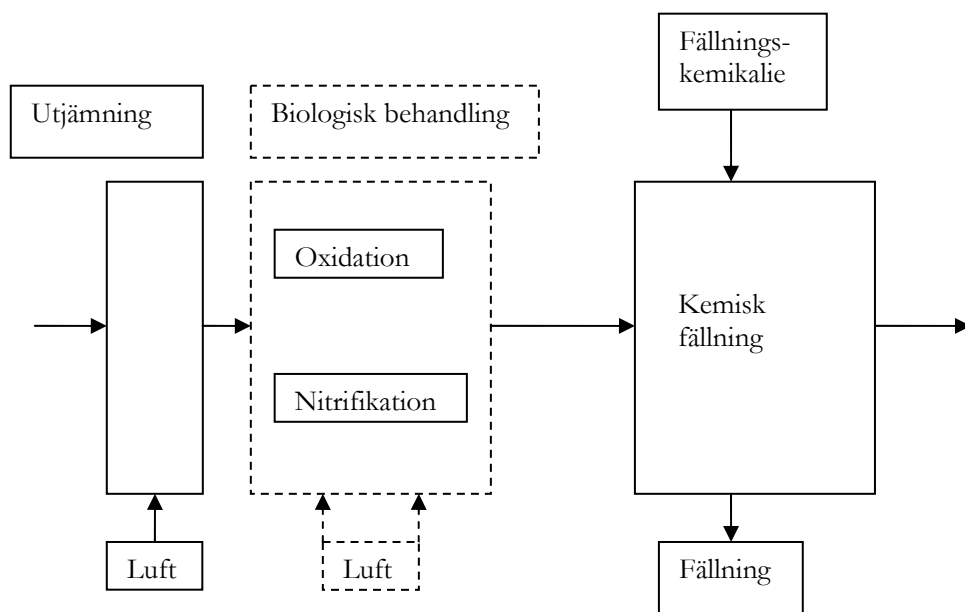 Fällnings-
kemikalie
Utjämning
Biologisk behandling
Oxidation
Kemisk
fällning
Nitrifikation
Luft
Luft
Fällning